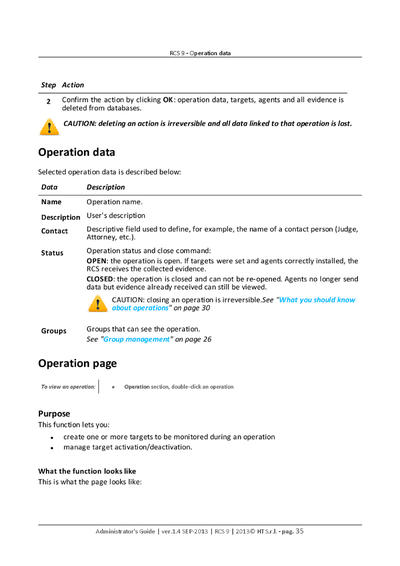 RCS 9 - Operation data
Step Action
2 Confirm the action by clicking OK: operation data, targets, agents and all evidence is
deleted from databases.
CAUTION: deleting an action is irreversible and all data linked to that operation is lost.
Operation data
Selected operation data is described below:
Data Description
Name Operation name.
Description User's description
Contact Descriptive field used to define, for example, the name of a contact person (Judge,
Attorney, etc.).
Status Operation status and close command:
OPEN: the operation is open. If targets were set and agents correctly installed, the
RCS receives the collected evidence.
CLOSED: the operation is closed and can not be re-opened. Agents no longer send
data but evidence already received can still be viewed.
CAUTION: closing an operation is irreversible.See "What you should know
about operations" on page 30
Groups Groups that can see the operation.
See "Group management" on page 26
Operation page
To view an operation: • Operation section, double-click an operation
Purpose
This function lets you:
• create one or more targets to be monitored during an operation
• manage target activation/deactivation.
What the function looks like
This is what the page looks like:
Administrator's Guide | ver.1.4 SEP-2013 | RCS 9 | 2013© HT S.r.l. - pag. 35